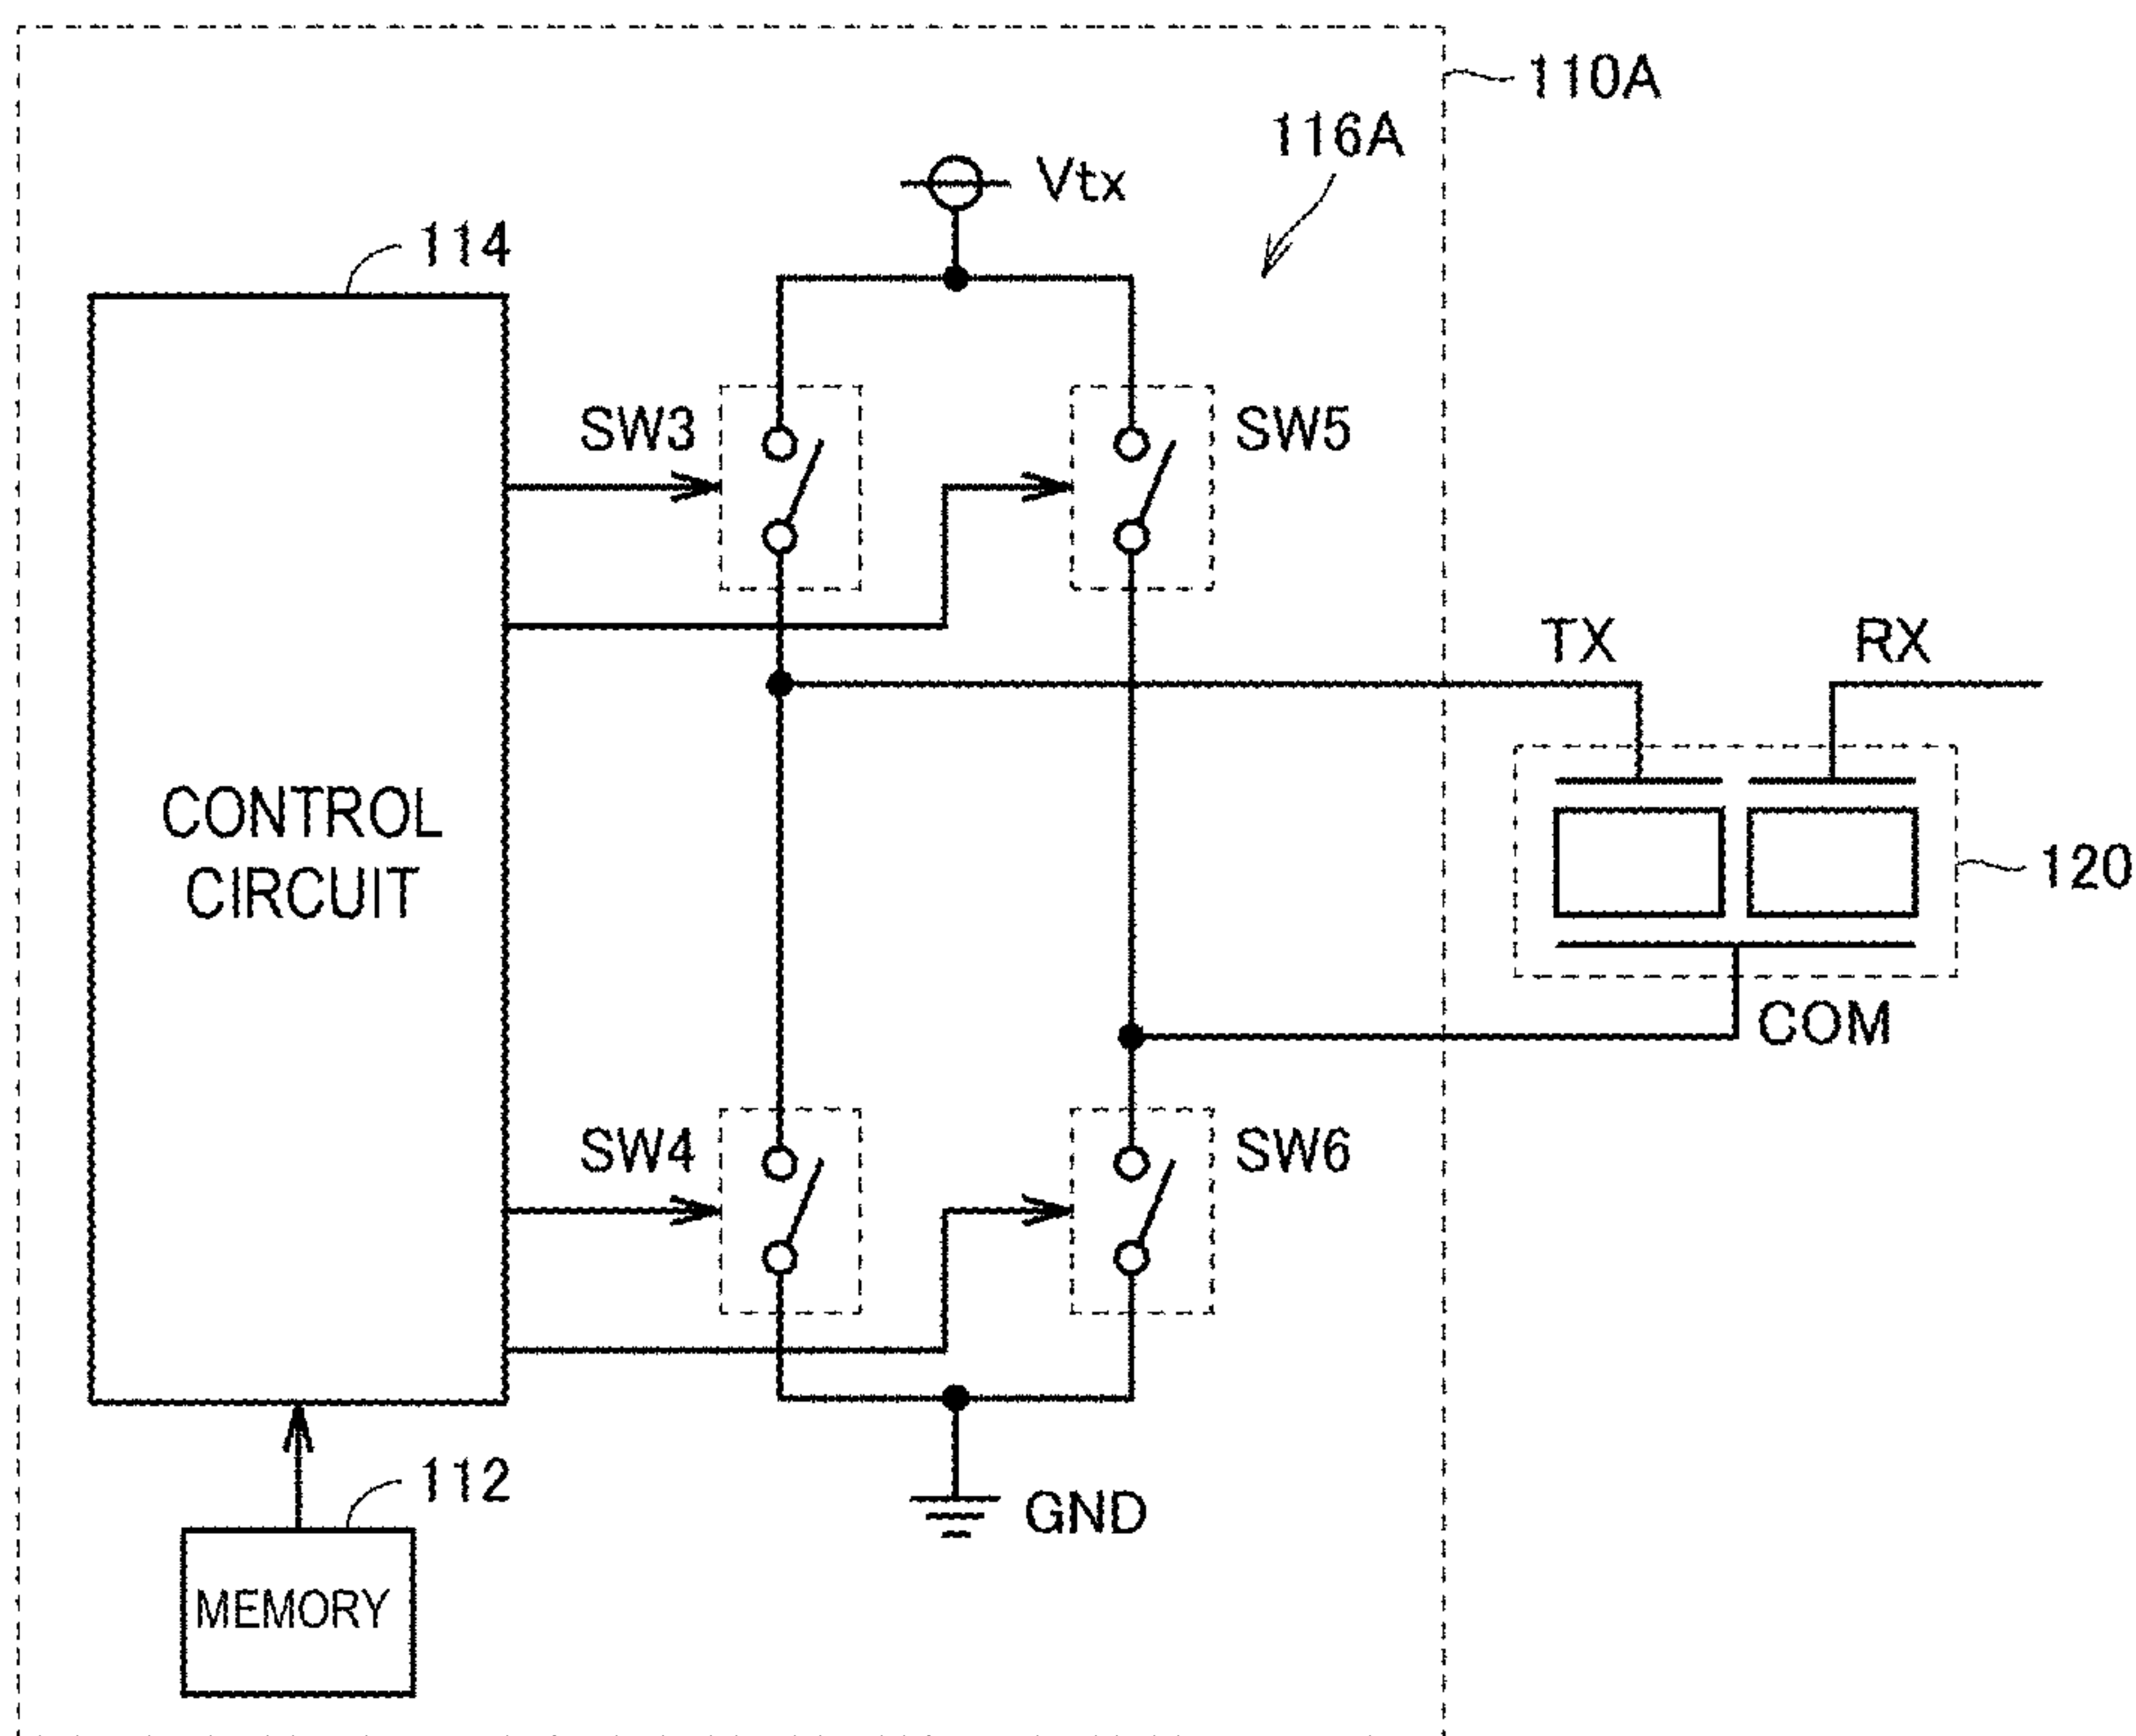 110A
116A
Vtx
114
SW3
SW5
TX
RX
CONTROL
CIRCUIT
120
COM
SW4
SW6
112
GND
MEMORY